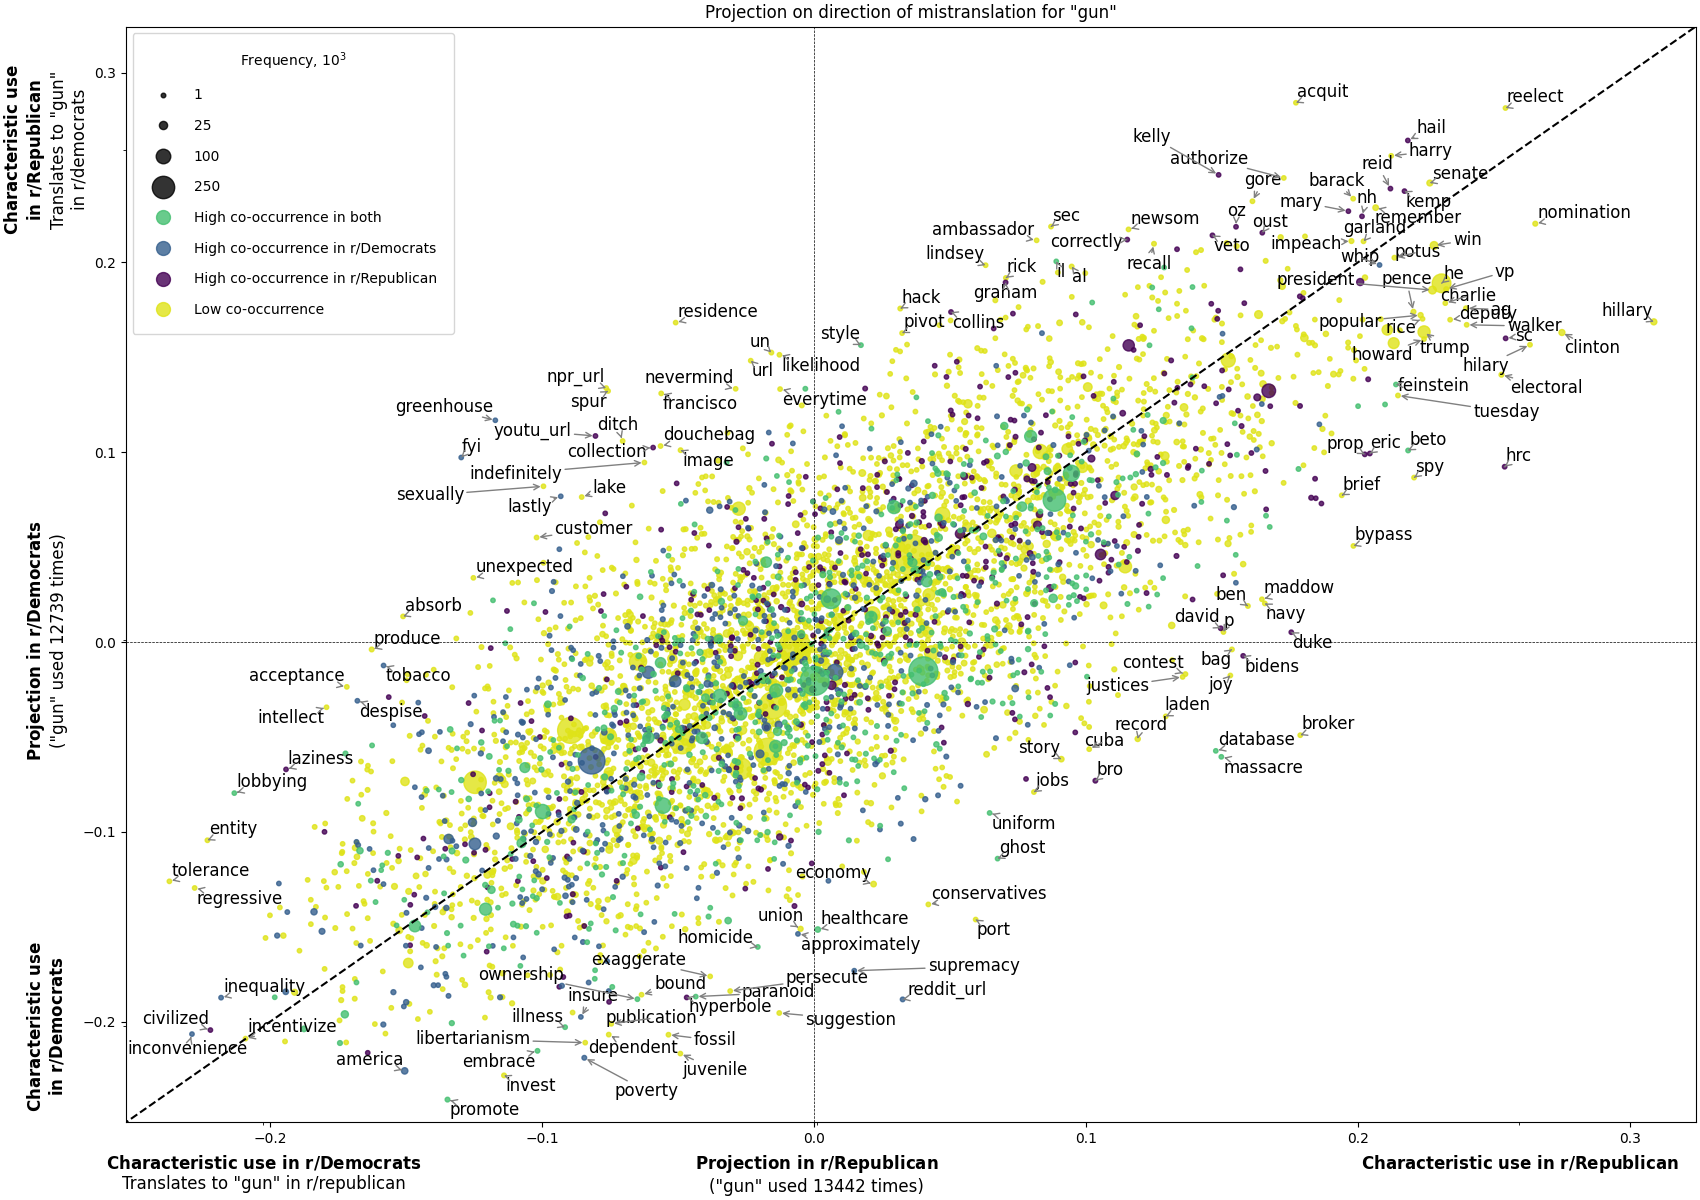 Projection on direction of mistranslation for "gun"
Characteristic use
in r/Republican
Translates to "gun"
in r/democrats
Projection in r/Democrats
("gun" used 12739 times)
Characteristic use
in r/Democrats
0.3
0.2
0.1
0.0
−0.1
−0.2
Frequency, 10³
1
25
100
250
High co-occurrence in both
High co-occurrence in r/Democrats
High co-occurrence in r/Republican
Low co-occurrence
acquit
reelect
kelly
hail
authorize
harry
reid
gore
barack
senate
mary
nh
kemp
ambassador
sec
newsom
oz
oust
remember
nomination
lindsey
correctly
veto
impeach
garland
win
rick
il
al
recall
whip
potus
graham
president
pence
he
vp
hack
charlie
residence
pivot
collins
popular
rice
ag
deputy
walker
hillary
style
un
url
likelihood
howard
trump
sc
clinton
npr_url
nevermind
hilary
spur
francisco
everytime
feinstein
electoral
greenhouse
ditch
tuesday
youtu_url
douchebag
fyi
collection
image
prop
eric
beto
hrc
indefinitely
spy
sexually
lake
brief
lastly
customer
bypass
unexpected
absorb
ben
maddow
produce
david
p
navy
duke
acceptance
tobacco
contest
bag
bidens
intellect
despise
justices
joy
laden
laziness
record
broker
lobbying
story
cuba
database
jobs
bro
massacre
entity
uniform
tolerance
ghost
regressive
economy
conservatives
union
healthcare
port
homicide
approximately
exaggerate
supremacy
inequality
ownership
bound
persecute
insure
paranoid
reddit_url
civilized
illness
publication
hyperbole
suggestion
inconvenience
incentivize
libertarianism
dependent
fossil
america
embrace
juvenile
invest
poverty
promote
−0.2
−0.1
0.0
0.1
0.2
0.3
Characteristic use in r/Democrats
Translates to "gun" in r/republican
Projection in r/Republican
("gun" used 13442 times)
Characteristic use in r/Republican